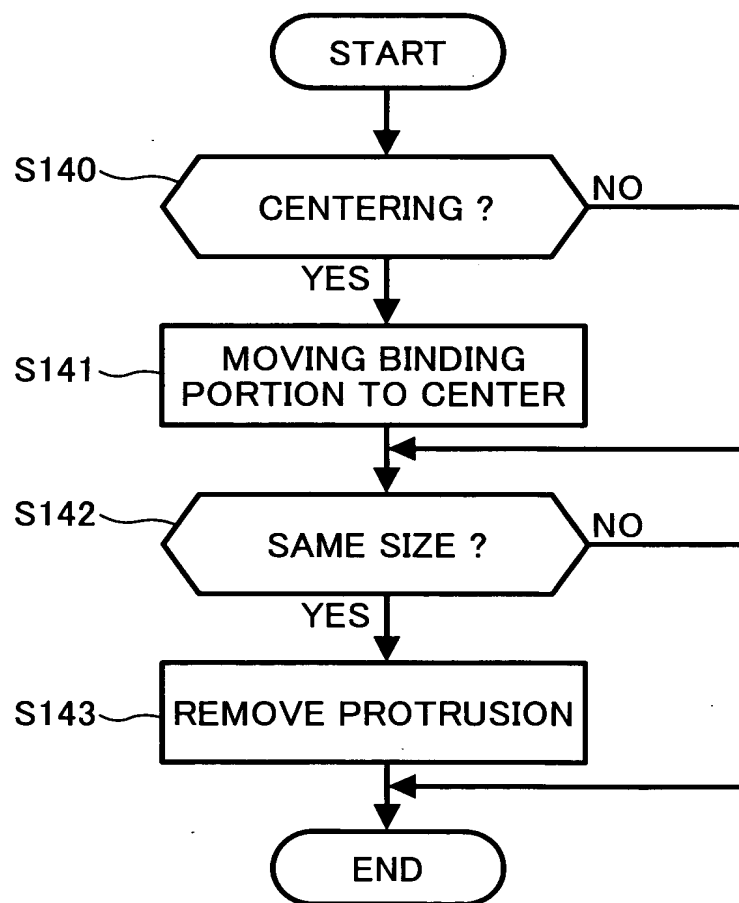 START
S140
CENTERING ?
NO
YES
S141
MOVING BINDING
PORTION TO CENTER
S142
SAME SIZE ?
NO
YES
S143
REMOVE PROTRUSION
END